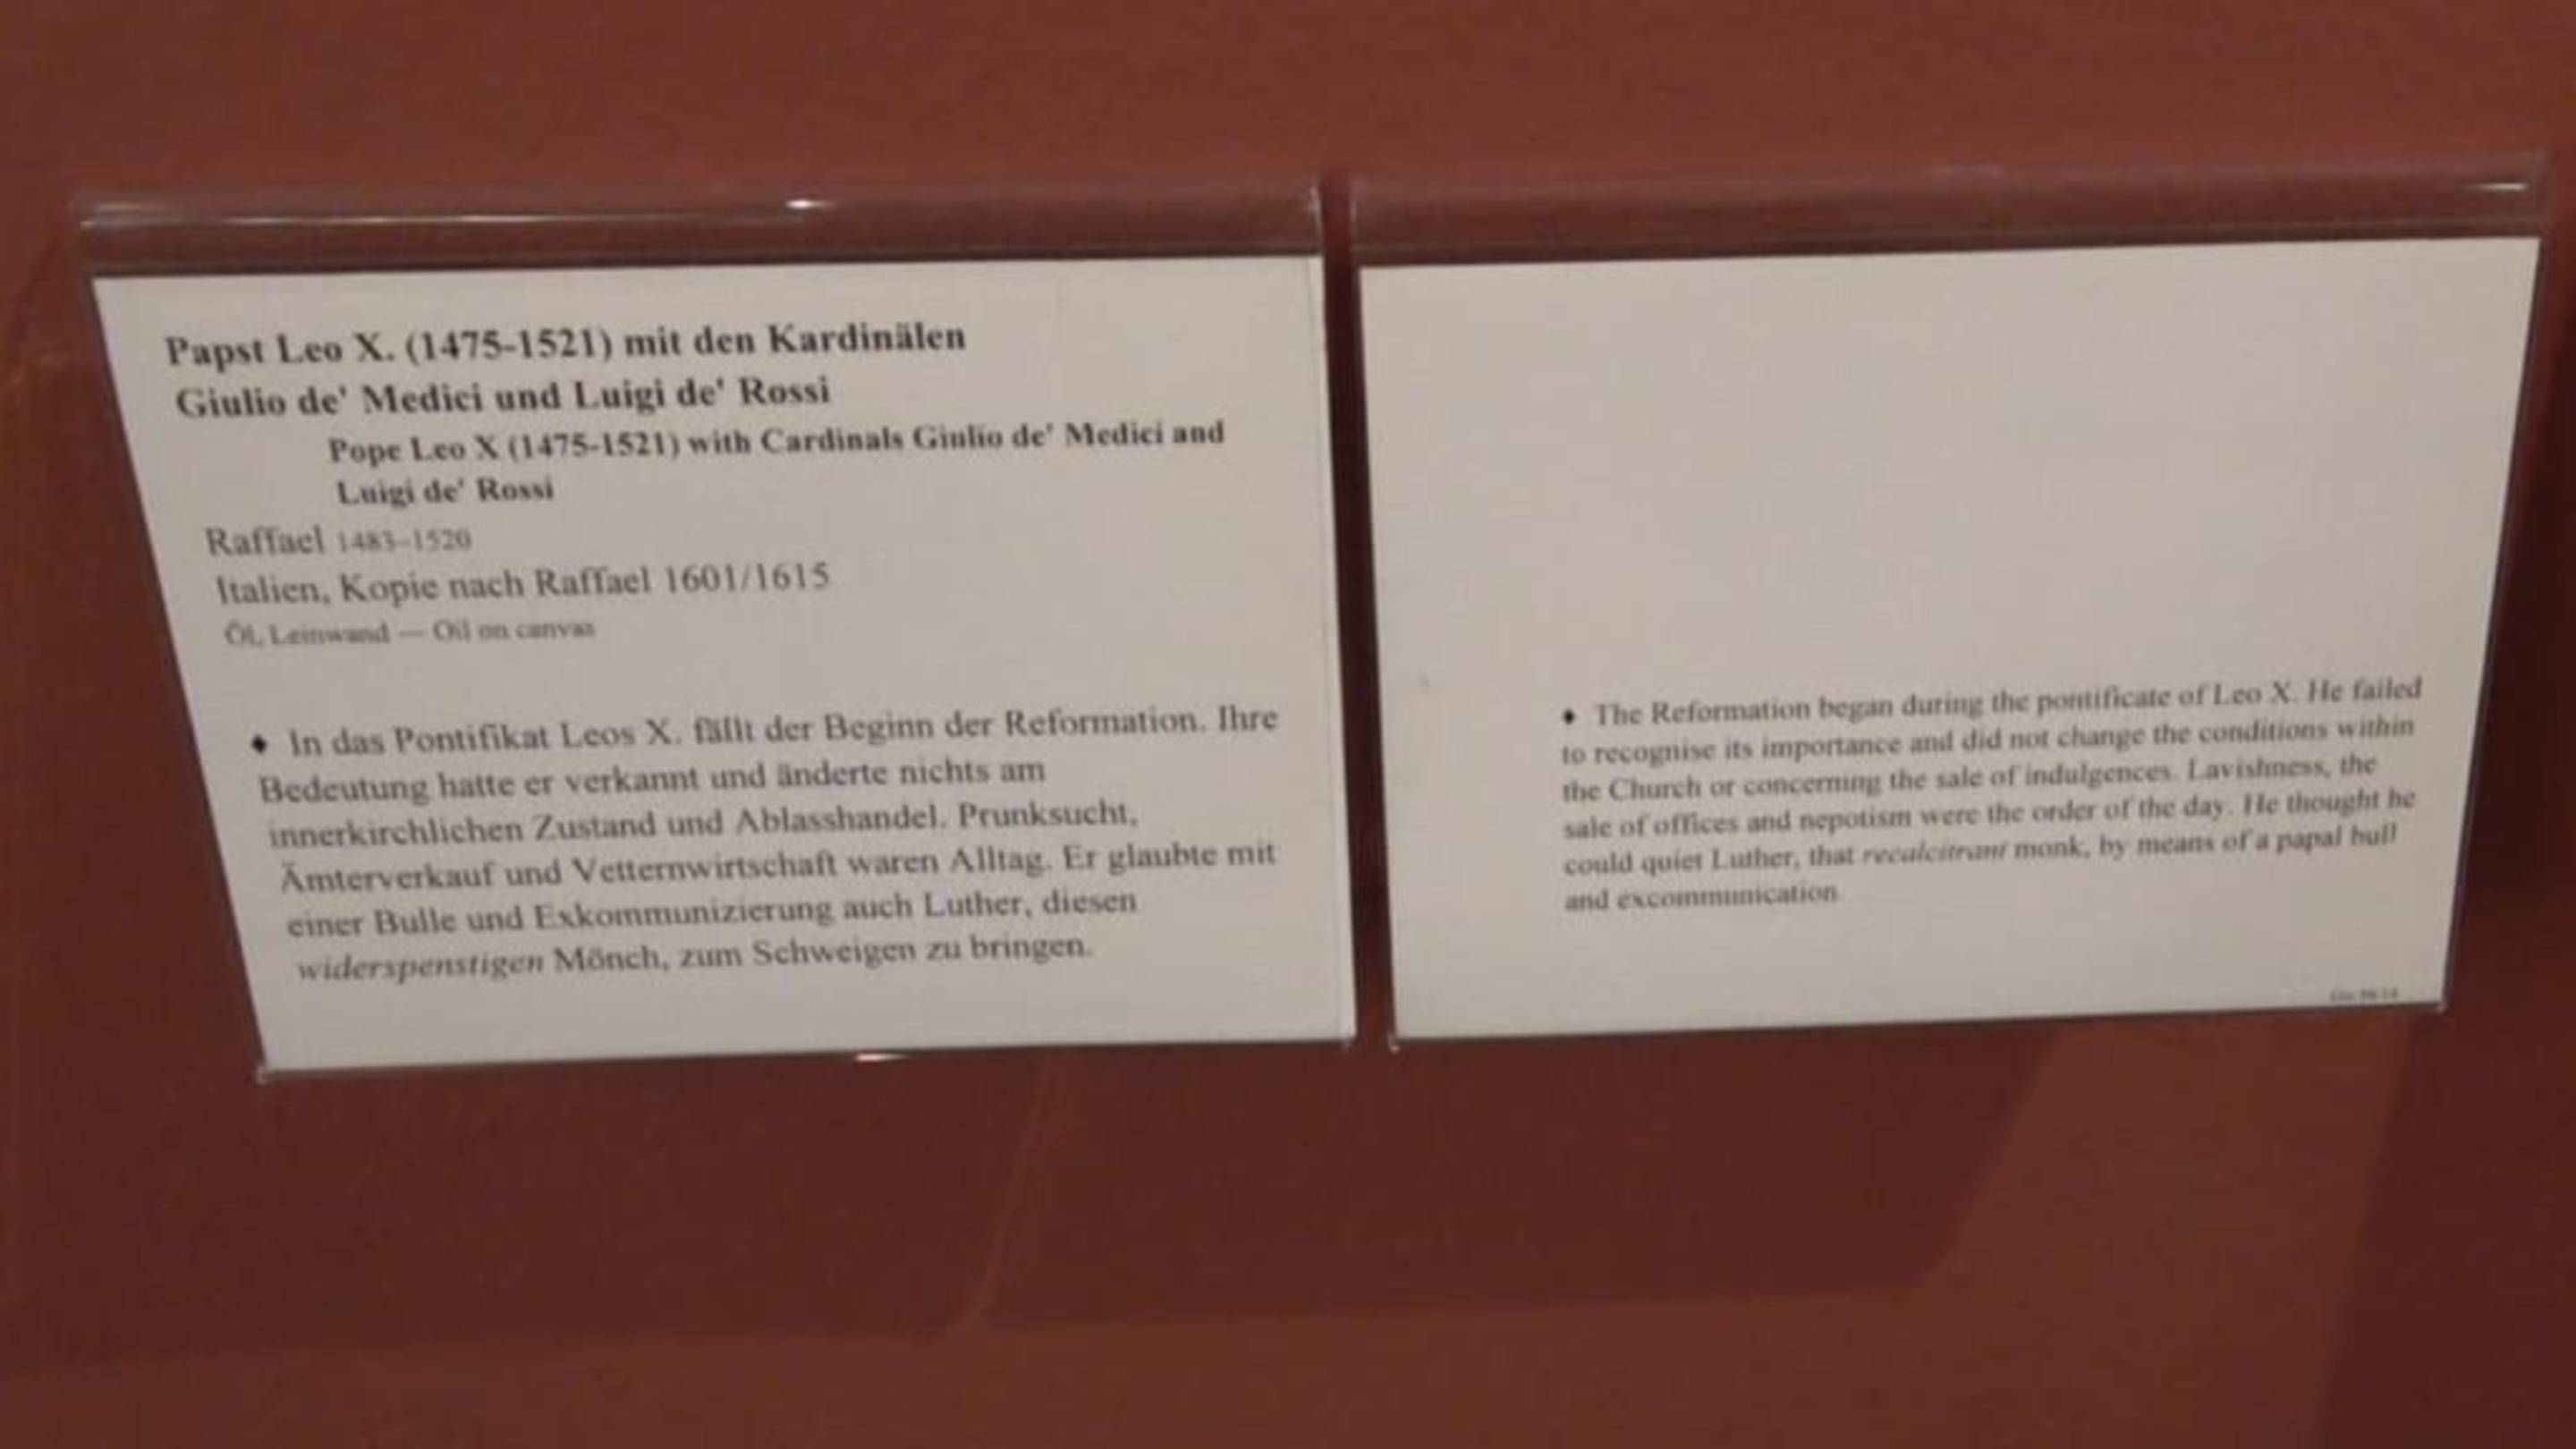 Papst Leo X. (1475-1521) mit den Kardinälen
Giulio de' Medici und Luigi de' Rossi
Pope Leo X (1475-1521) with Cardinals Giulio de' Medici and
Luigi de' Rossi
Raffael 1483–1520
Italien, Kopie nach Raffael 1601/1615
Öl, Leinwand — Oil on canvas
♦ In das Pontifikat Leos X. fällt der Beginn der Reformation. Ihre
Bedeutung hatte er verkannt und änderte nichts am
innerkirchlichen Zustand und Ablasshandel. Prunksucht,
Ämterverkauf und Vetternwirtschaft waren Alltag. Er glaubte mit
einer Bulle und Exkommunizierung auch Luther, diesen
widerspenstigen Mönch, zum Schweigen zu bringen.
♦ The Reformation began during the pontificate of Leo X. He failed
to recognise its importance and did not change the conditions within
the Church or concerning the sale of indulgences. Lavishness, the
sale of offices and nepotism were the order of the day. He thought he
could quiet Luther, that recalcitrant monk, by means of a papal bull
and excommunication